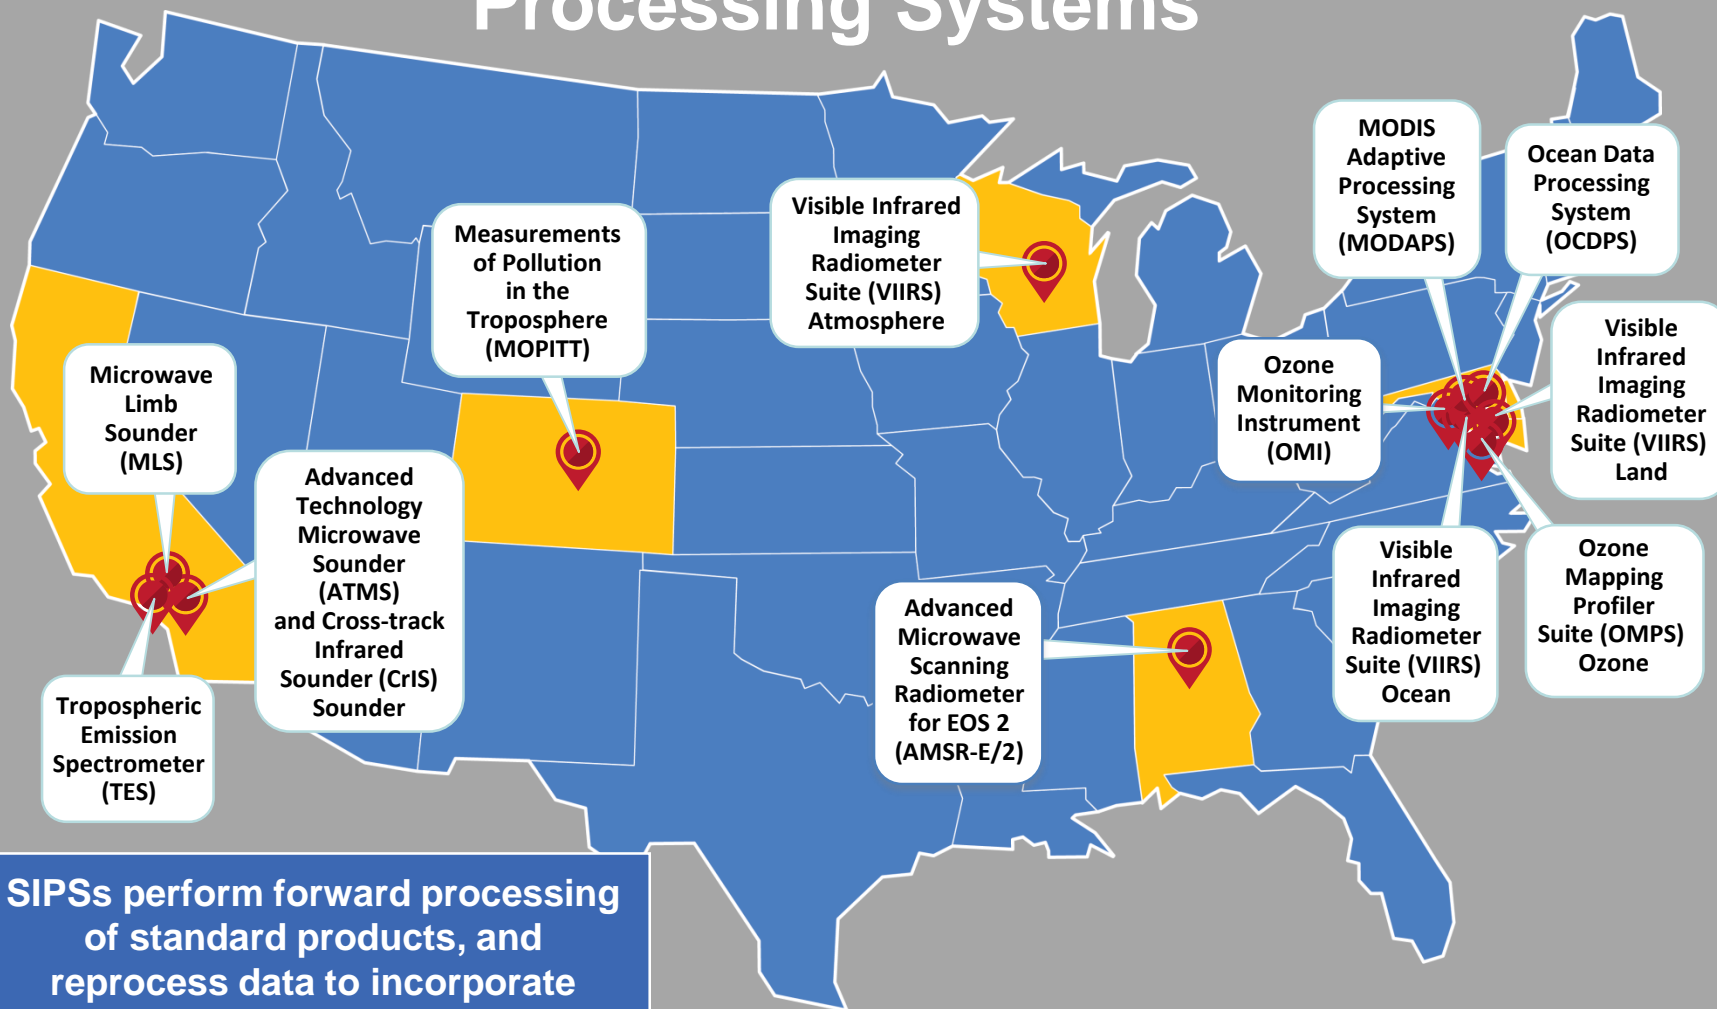 Processing Systems
MODIS
Adaptive
Processing
System
(MODAPS)
Ocean Data
Processing
System
(OCDPS)
Visible Infrared
Imaging
Radiometer
Suite (VIIRS)
Atmosphere
Measurements
of Pollution
in the
Troposphere
(MOPITT)
Visible
Infrared
Imaging
Radiometer
Suite (VIIRS)
Land
Ozone
Monitoring
Instrument
(OMI)
Microwave
Limb
Sounder
(MLS)
Advanced
Technology
Microwave
Sounder
(ATMS)
and Cross-track
Infrared
Sounder (CrIS)
Sounder
Visible
Infrared
Imaging
Radiometer
Suite (VIIRS)
Ocean
Ozone
Mapping
Profiler
Suite (OMPS)
Ozone
Advanced
Microwave
Scanning
Radiometer
for EOS 2
(AMSR-E/2)
Tropospheric
Emission
Spectrometer
(TES)
SIPSs perform forward processing
of standard products, and
reprocess data to incorporate